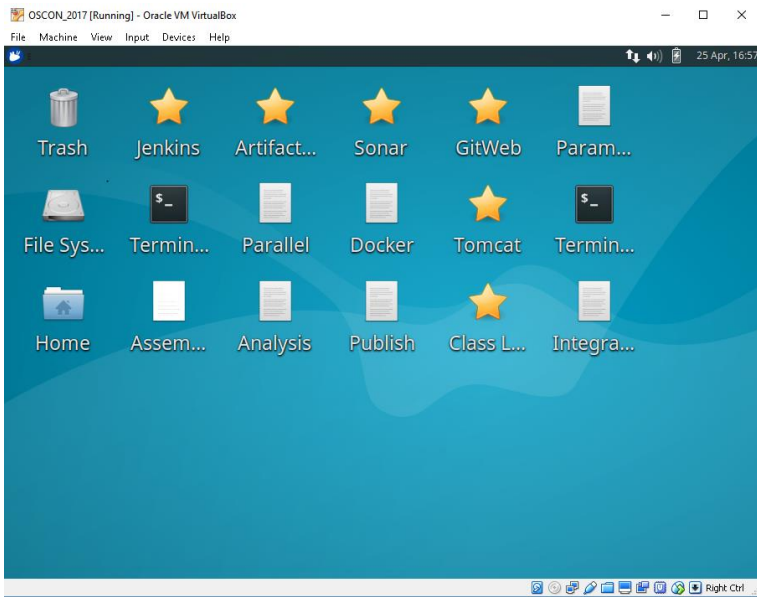 OSCON_2017 [Running] - Oracle VM VirtualBox
File Machine View Input Devices Help
25 Apr, 16:57
Trash Jenkins Artifact... Sonar GitWeb Param...
$_ $_
File Sys... Termin... Parallel Docker Tomcat Termin...
Home Assem... Analysis Publish Class L... Integra...
Right Ctrl